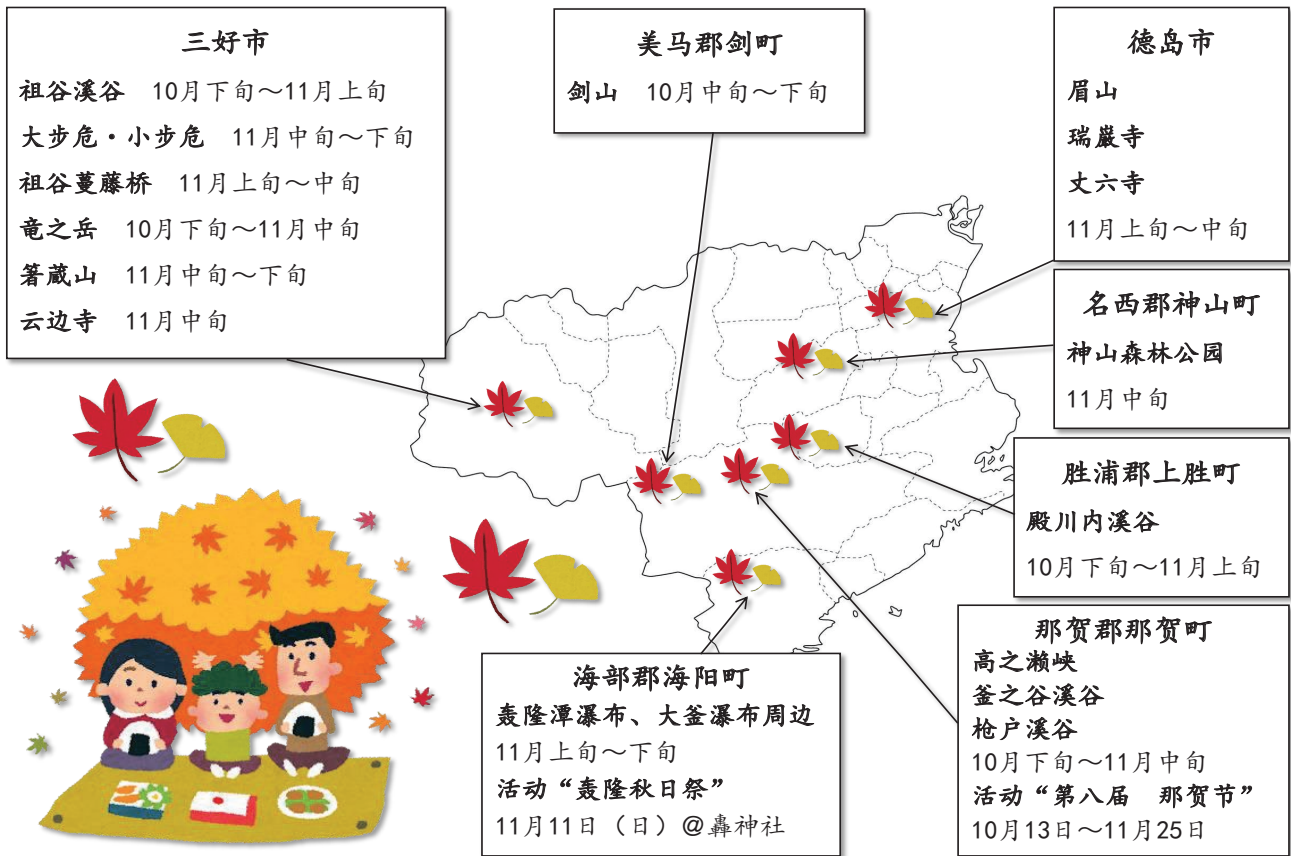 三好市
祖谷溪谷　10月下旬～11月上旬
大步危・小步危　11月中旬～下旬
祖谷蔓藤桥　11月上旬～中旬
竜之岳　10月下旬～11月中旬
箸蔵山　11月中旬～下旬
云边寺　11月中旬
美马郡剑町
剑山　10月中旬～下旬
德岛市
眉山
瑞巌寺
丈六寺
11月上旬～中旬
名西郡神山町
神山森林公园
11月中旬
胜浦郡上胜町
殿川内溪谷
10月下旬～11月上旬
那贺郡那贺町
高之濑峡
釜之谷溪谷
枪户溪谷
10月下旬～11月中旬
活动“第八届　那贺节”
10月13日～11月25日
海部郡海阳町
轰隆潭瀑布、大釜瀑布周边
11月上旬～下旬
活动“轰隆秋日祭”
11月11日（日）@轟神社